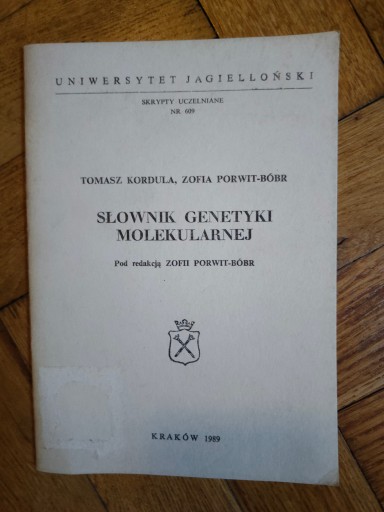 UNIWERSYTET JAGIELLOŃSKI
SKRYPTY UCZELNIANE
NR 609
TOMASZ KORDULA, ZOFIA PORWIT-BÓBR
SŁOWNIK GENETYKI
MOLEKULARNEJ
Pod redakcją ZOFII PORWIT-BÓBR
KRAKÓW 1989